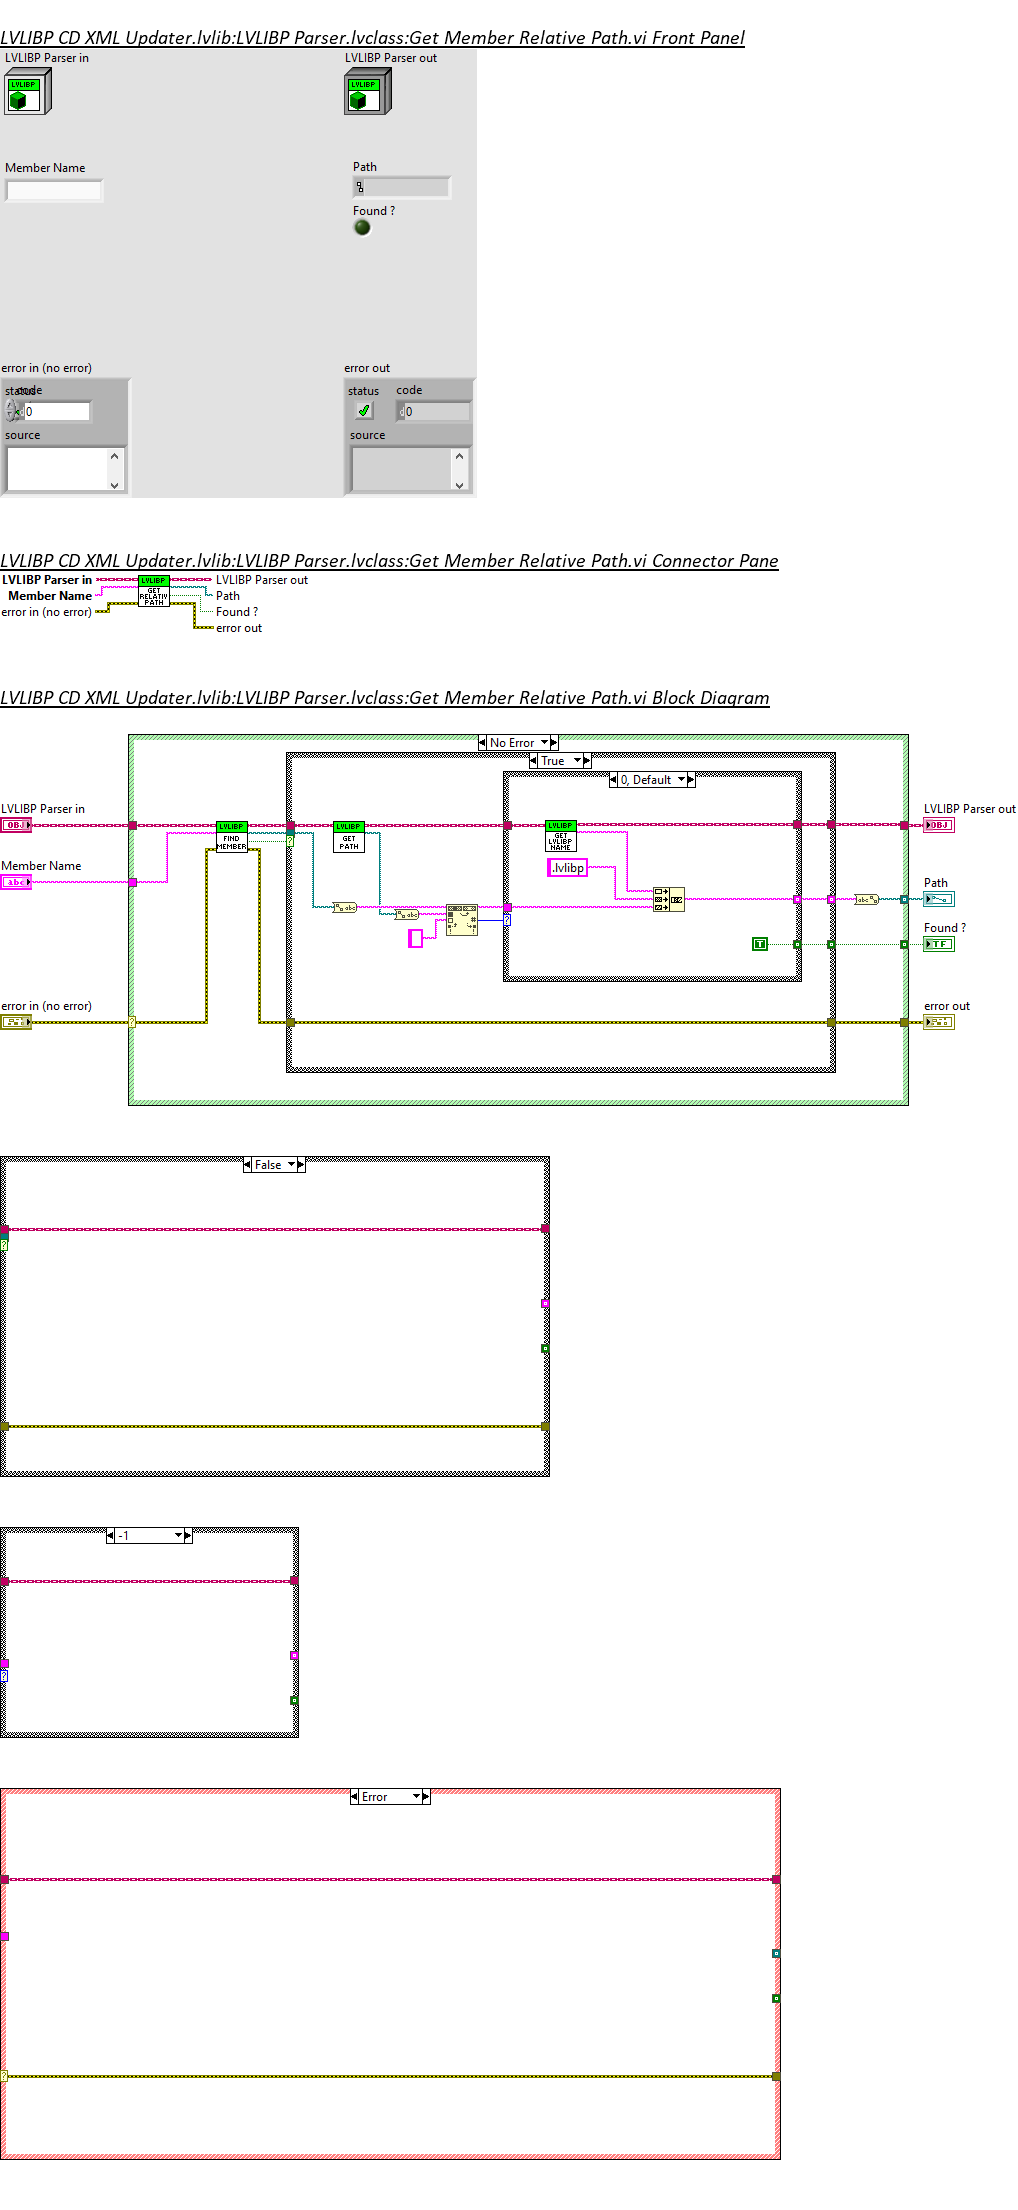 LVLIBP CD XML Updater.lvlib:LVLIBP Parser.lvclass:Get Member Relative Path.vi Front Panel
LVLIBP Parser in
LVLIBP Parser out
LVLIBP
LVLIBP
Member Name
Path
Found ?
error in (no error)
error out
status
code
status
code
0
d0
source
source
LVLIBP CD XML Updater.lvlib:LVLIBP Parser.lvclass:Get Member Relative Path.vi Connector Pane
LVLIBP Parser in
LVLIBP
LVLIBP Parser out
Member Name
GET
RELATIV
PATH
Path
error in (no error)
Found ?
error out
LVLIBP CD XML Updater.lvlib:LVLIBP Parser.lvclass:Get Member Relative Path.vi Block Diagram
No Error
True
0, Default
LVLIBP Parser in
LVLIBP Parser out
OBJ
LVLIBP
FIND
MEMBER
LVLIBP
GET
PATH
LVLIBP
GET
LVLIBP
NAME
OBJ
Member Name
abc
.lvlibp
Path
abc
abc
abc
Found ?
T
TF
error in (no error)
error out
?
?
?
False
?
-1
?
Error
?